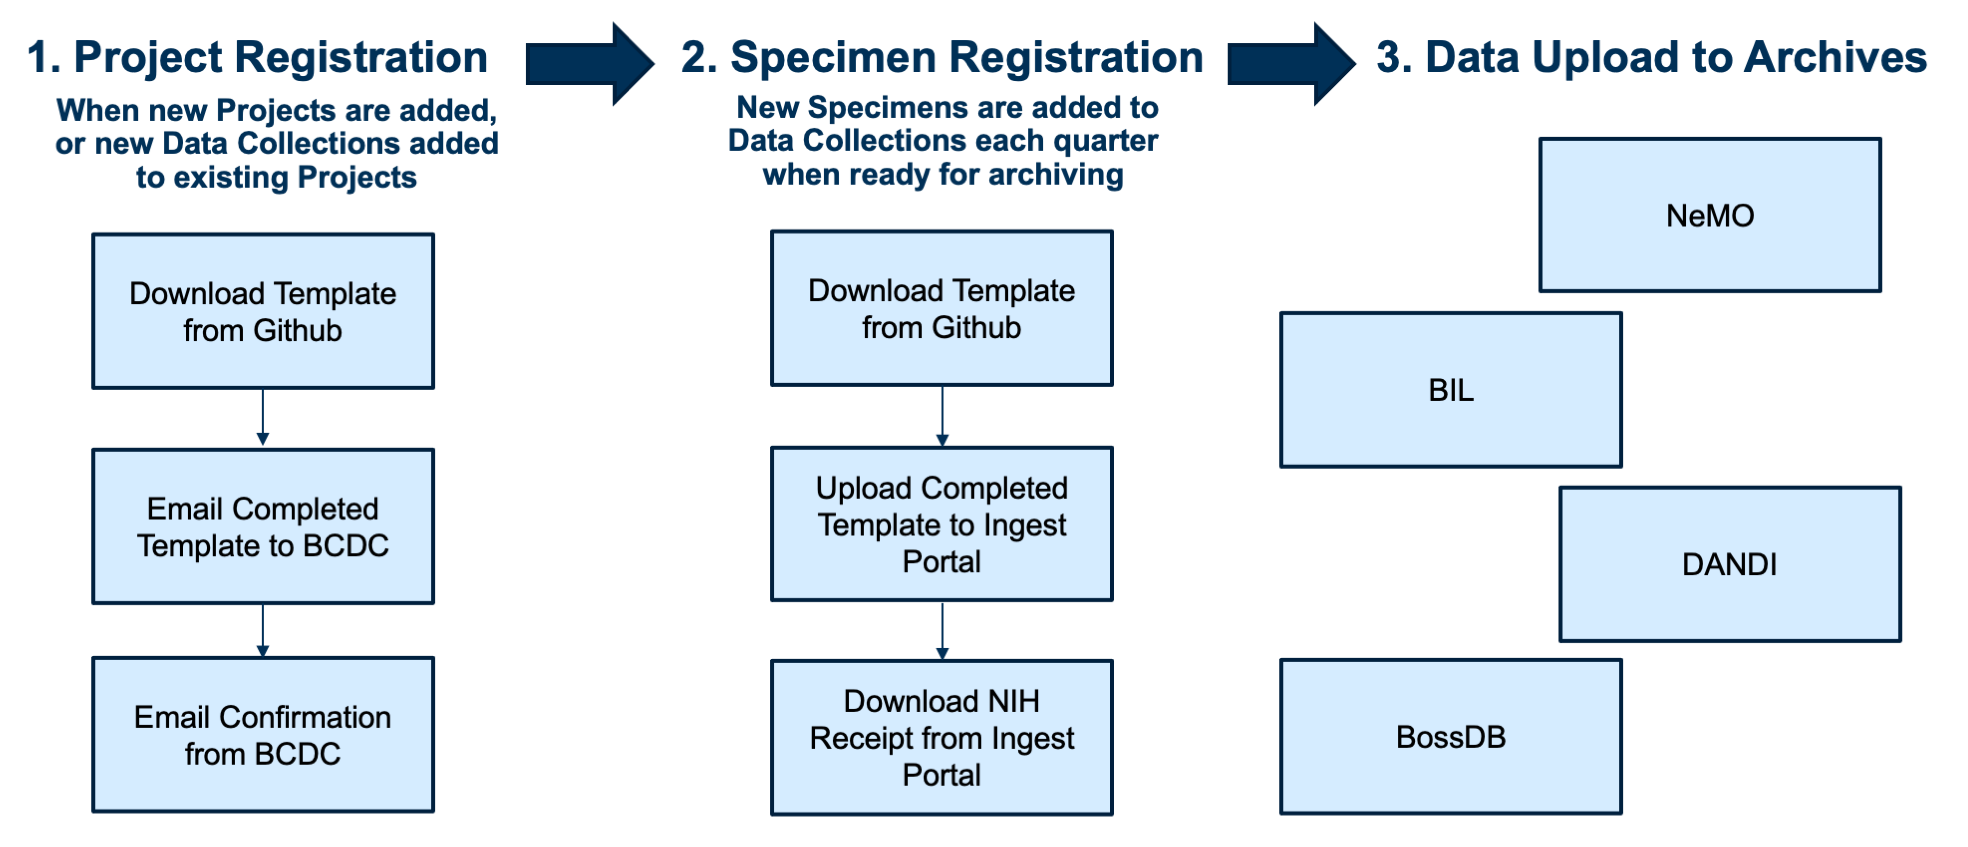 1. Project Registration
When new Projects are added,
or new Data Collections added
to existing Projects
Download Template
from Github
Email Completed
Template to BCDC
Email Confirmation
from BCDC
2. Specimen Registration
New Specimens are added to
Data Collections each quarter
when ready for archiving
Download Template
from Github
Upload Completed
Template to Ingest
Portal
Download NIH
Receipt from Ingest
Portal
3. Data Upload to Archives
NeMO
BIL
DANDI
BossDB